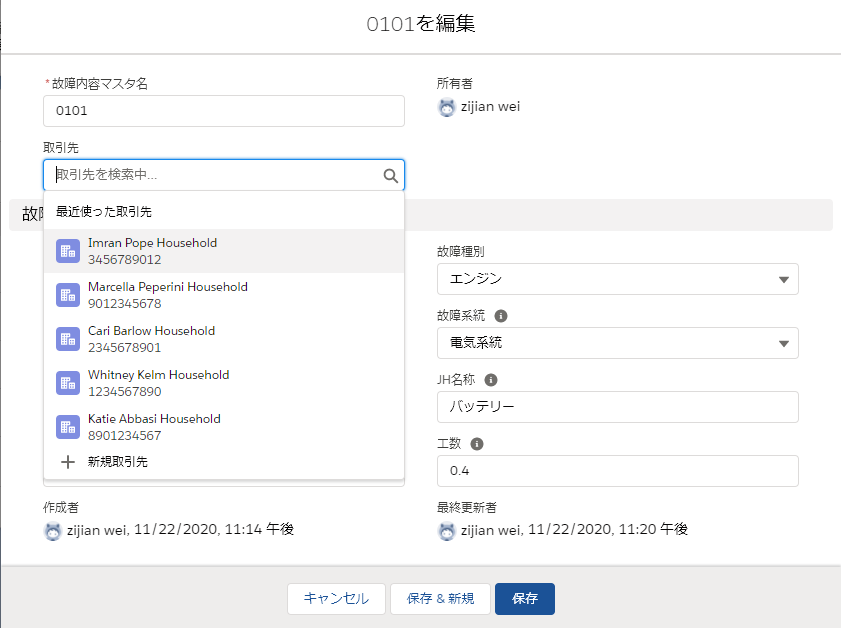 0101を編集
*故障内容マスタ名
0101
所有者
zijian wei
取引先
取引先を検索中...
最近使った取引先
Imran Pope Household
3456789012
Marcella Peperini Household
9012345678
Cari Barlow Household
2345678901
Whitney Kelm Household
1234567890
Katie Abbasi Household
8901234567
新規取引先
故
故障種別
エンジン
故障系統
電気系統
JH名称
バッテリー
工数
0.4
作成者
zijian wei, 11/22/2020, 11:14 午後
最終更新者
zijian wei, 11/22/2020, 11:20 午後
キャンセル
保存 & 新規
保存